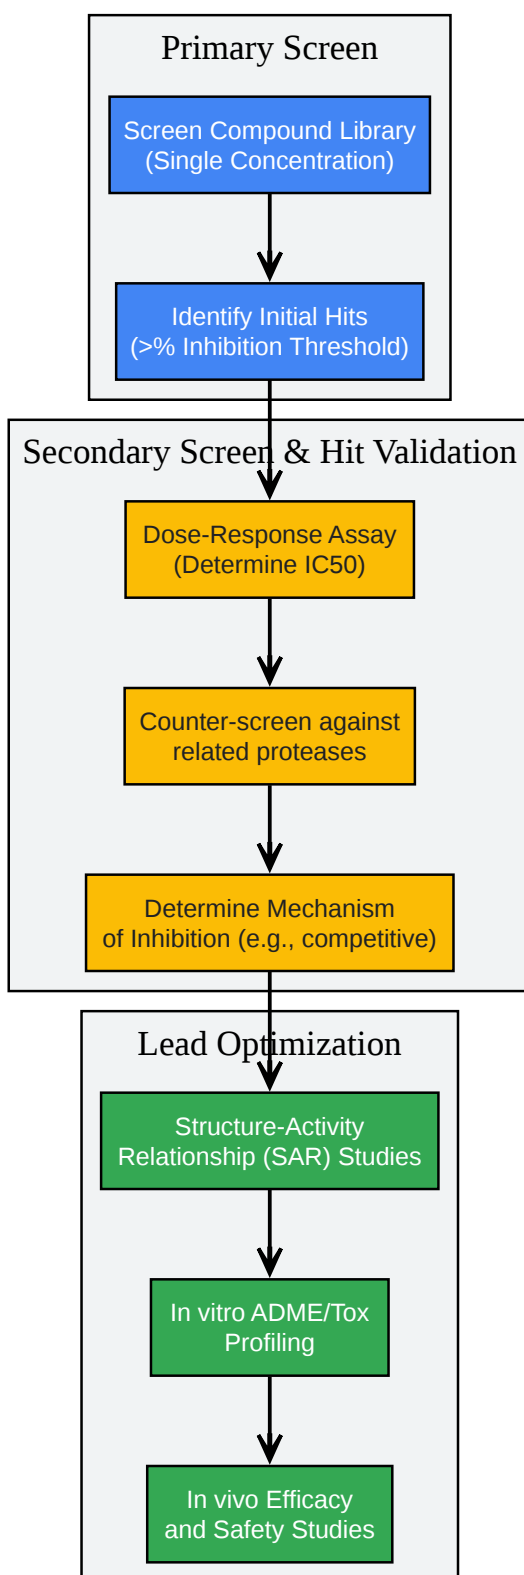 Primary Screen
Screen Compound Library
(Single Concentration)
Identify Initial Hits
(>% Inhibition Threshold)
Secondary Screen & Hit Validation
Dose-Response Assay
(Determine IC50)
Counter-screen against
related proteases
Determine Mechanism
of Inhibition (e.g., competitive)
Lead Optimization
Structure-Activity
Relationship (SAR) Studies
In vitro ADME/Tox
Profiling
In vivo Efficacy
and Safety Studies